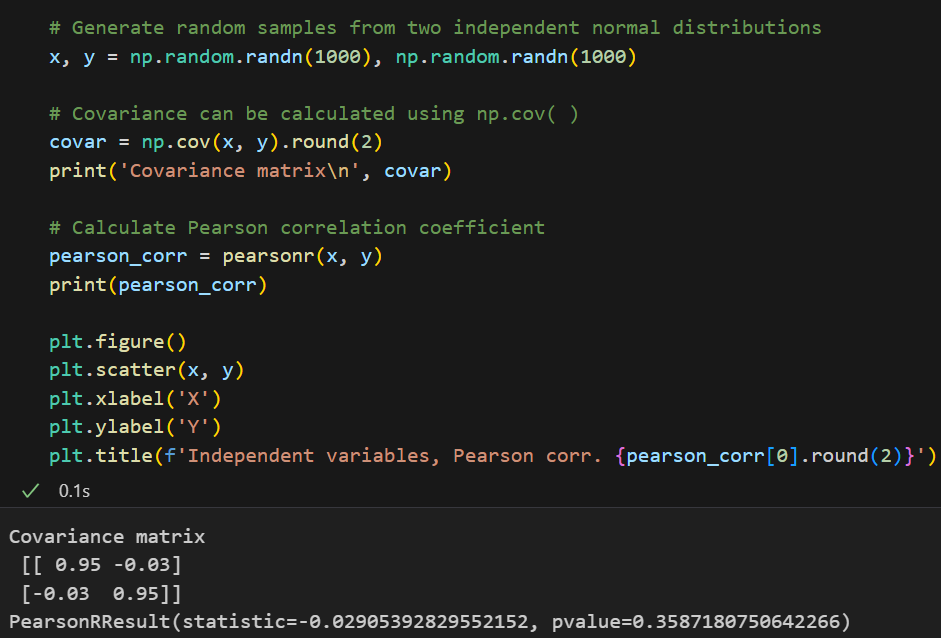 # Generate random samples from two independent normal distributions
x, y = np.random.randn(1000), np.random.randn(1000)
# Covariance can be calculated using np.cov( )
covar = np.cov(x, y).round(2)
print('Covariance matrix\n', covar)
# Calculate Pearson correlation coefficient
pearson_corr = pearsonr(x, y)
print(pearson_corr)
plt.figure()
plt.scatter(x, y)
plt.xlabel('X')
plt.ylabel('Y')
plt.title(f'Independent variables, Pearson corr. {pearson_corr[0].round(2)}')
0.1s
Covariance matrix
[[ 0.95 -0.03]
[-0.03  0.95]]
PearsonRResult(statistic=-0.02905392829552152, pvalue=0.3587180750642266)